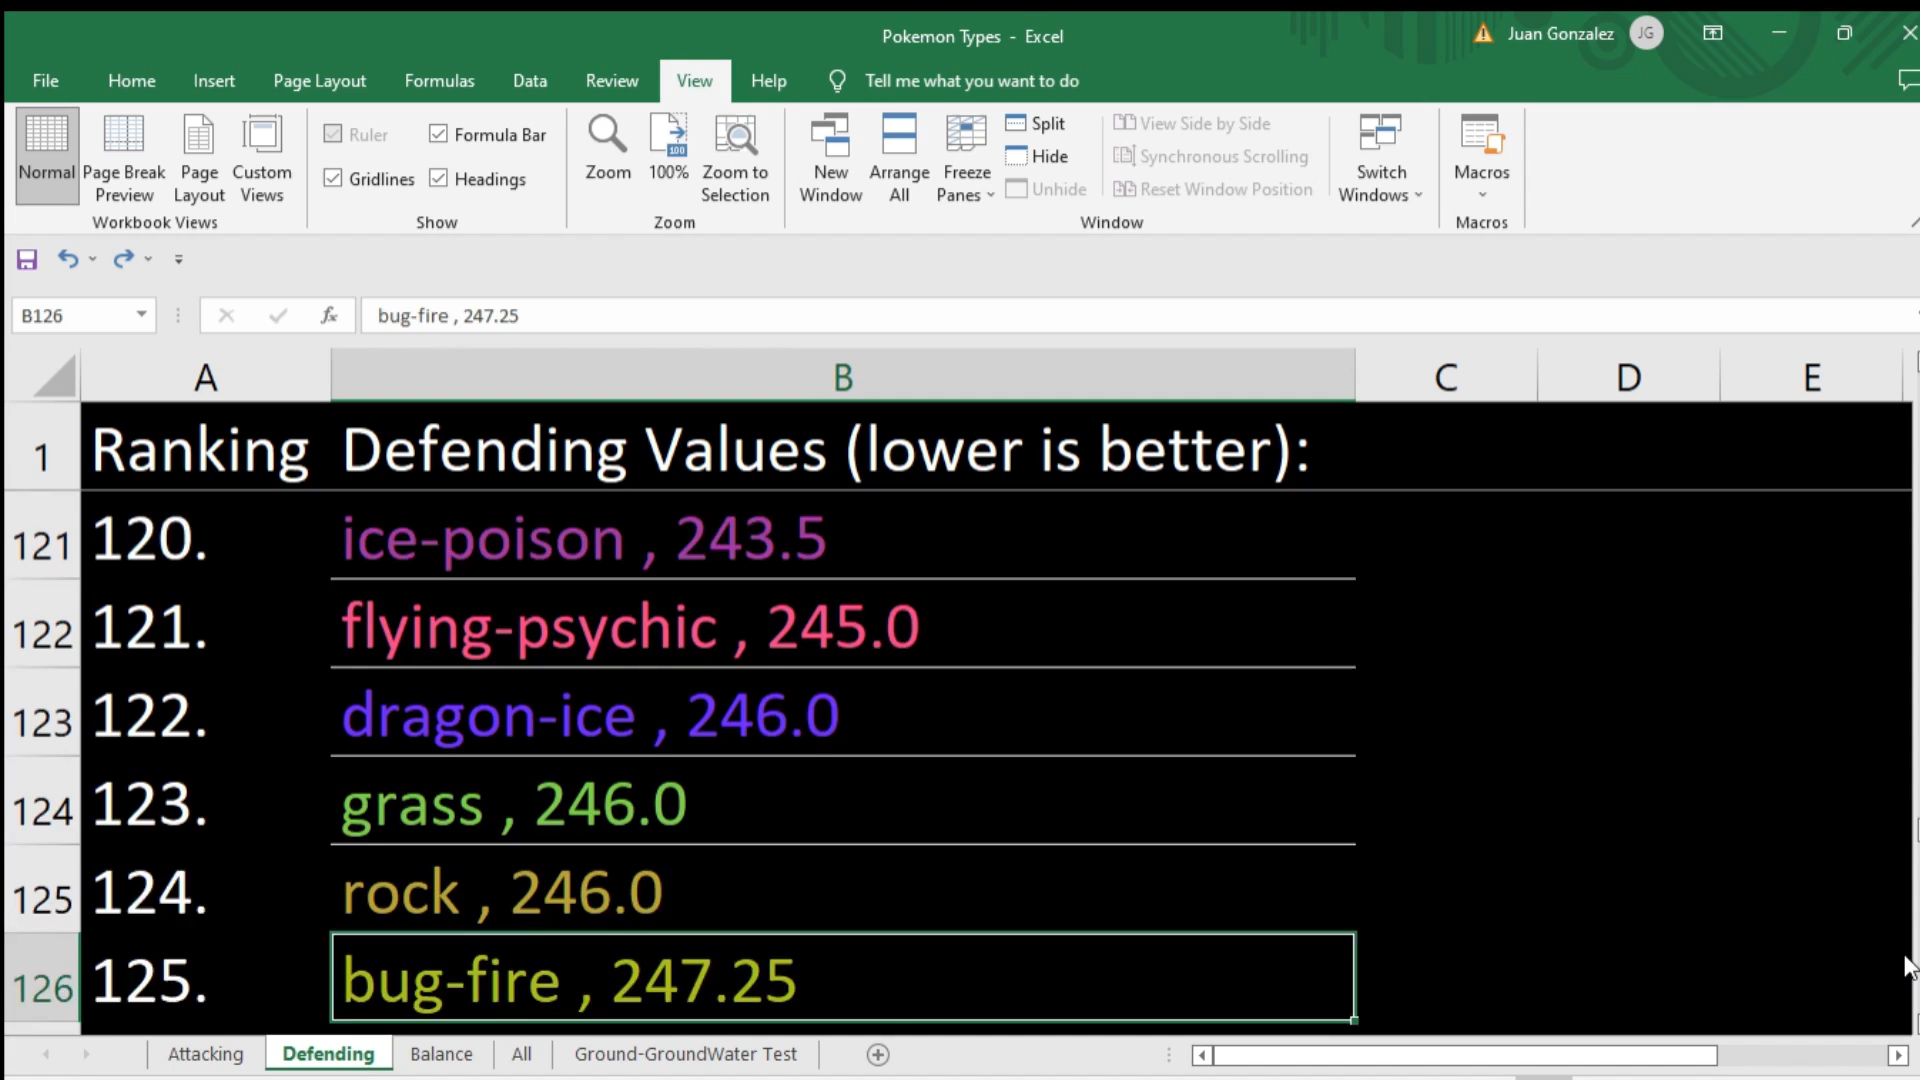 Pokemon Types - Excel
Juan Gonzalez JG
File Home Insert Page Layout Formulas Data Review View Help Tell me what you want to do
Normal
Page Break Preview
Page Layout
Custom Views
Workbook Views
Ruler
Formula Bar
Gridlines
Headings
Show
Zoom
100
100%
Zoom to Selection
Zoom
New Window
Arrange All
Freeze Panes
Split
Hide
Unhide
View Side by Side
Synchronous Scrolling
Reset Window Position
Window
Switch Windows
Macros
Macros
B126 fx bug-fire , 247.25
A B C D E
1 Ranking Defending Values (lower is better):
121 120. ice-poison , 243.5
122 121. flying-psychic , 245.0
123 122. dragon-ice , 246.0
124 123. grass , 246.0
125 124. rock , 246.0
126 125. bug-fire , 247.25
Attacking Defending Balance All Ground-GroundWater Test